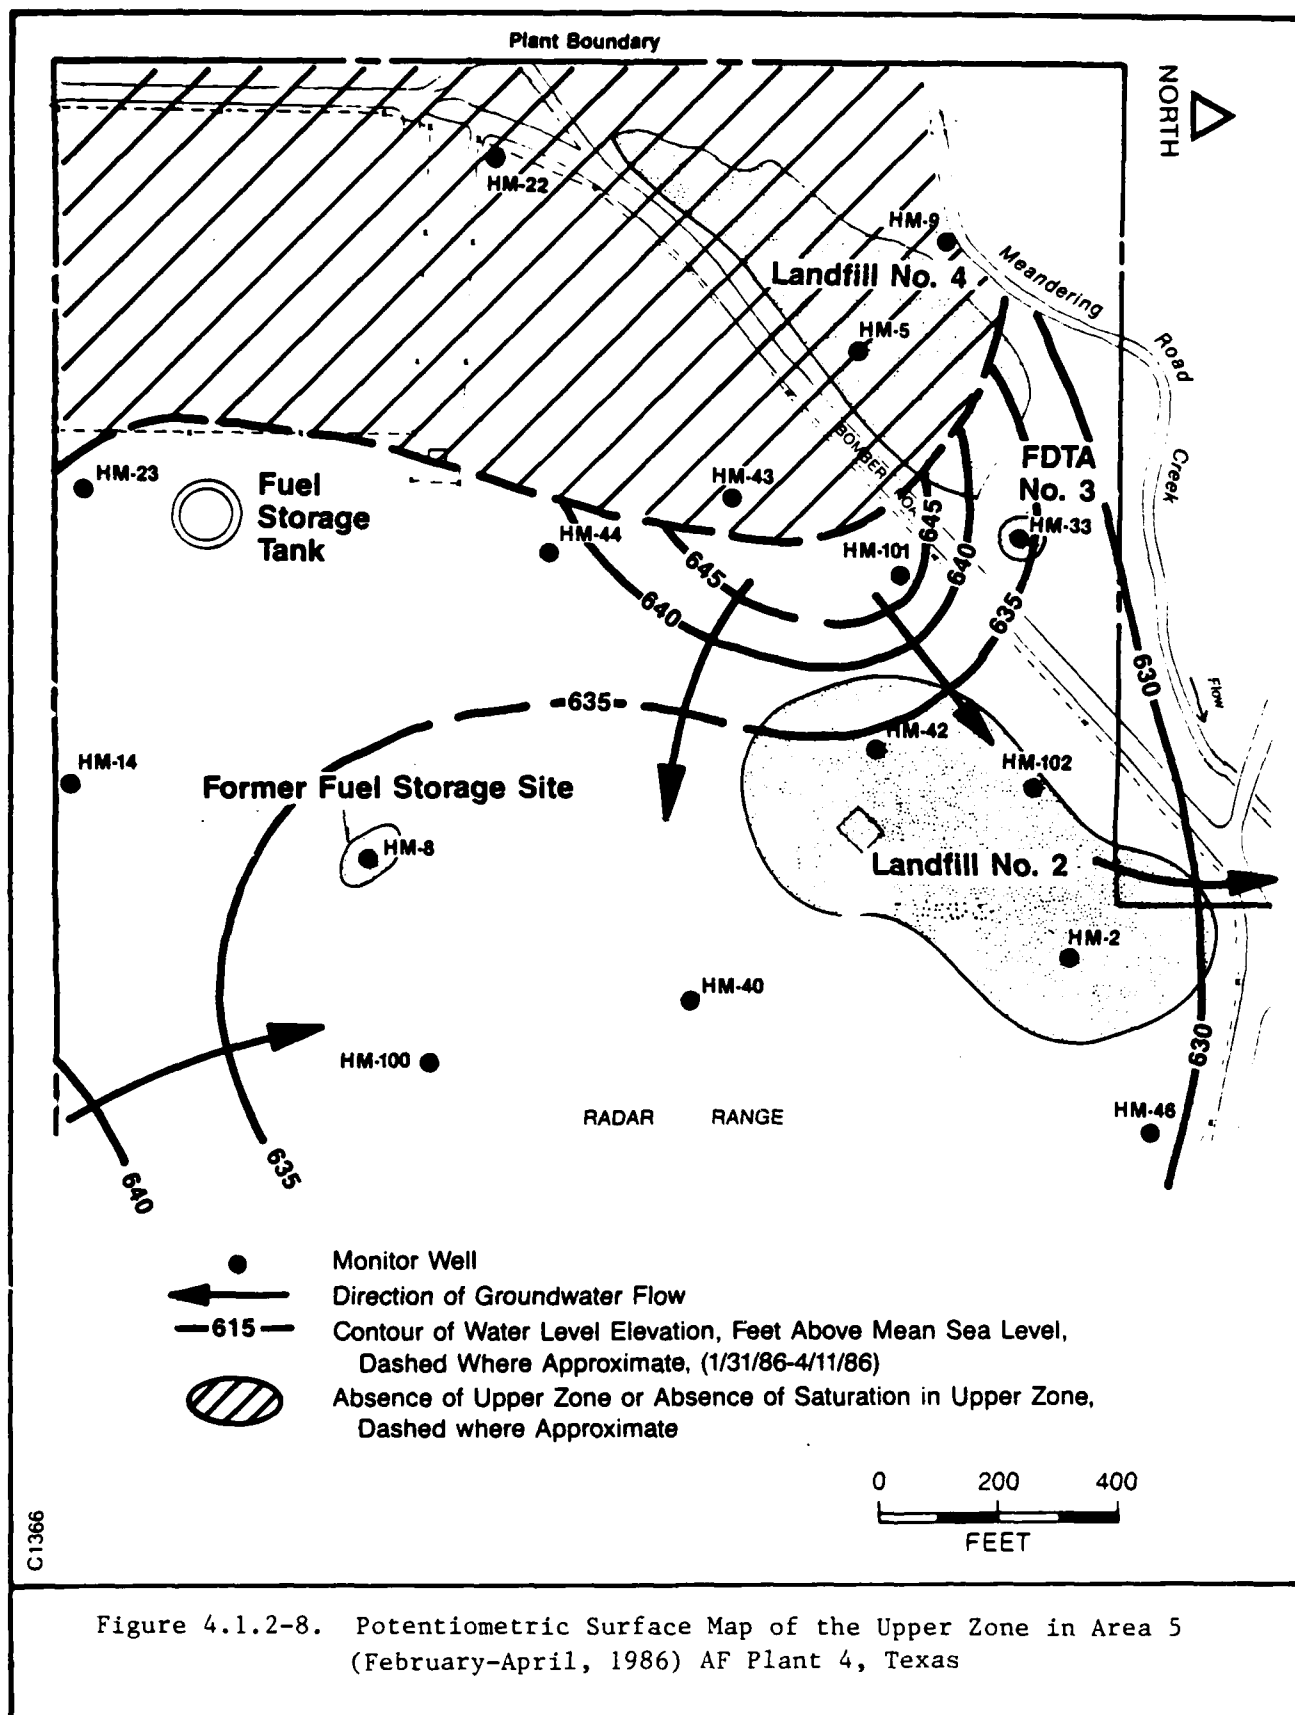 Plant Boundary
NORTH
HM-22
HM-9
Meandering
Road
Creek
Landfill No. 4
HM-5
BOMBER
FDTA
No. 3
HM-23
Fuel
Storage
Tank
HM-43
HM-44
HM-101
HM-33
645
640
645
640
635
630
Flow
635
HM-42
HM-14
HM-102
Former Fuel Storage Site
HM-8
Landfill No. 2
HM-2
HM-40
HM-100
630
RADAR RANGE
HM-46
635
640
Monitor Well
Direction of Groundwater Flow
615 Contour of Water Level Elevation, Feet Above Mean Sea Level,
Dashed Where Approximate, (1/31/86-4/11/86)
Absence of Upper Zone or Absence of Saturation in Upper Zone,
Dashed where Approximate
0 200 400
FEET
C1366
Figure 4.1.2-8. Potentiometric Surface Map of the Upper Zone in Area 5
(February-April, 1986) AF Plant 4, Texas